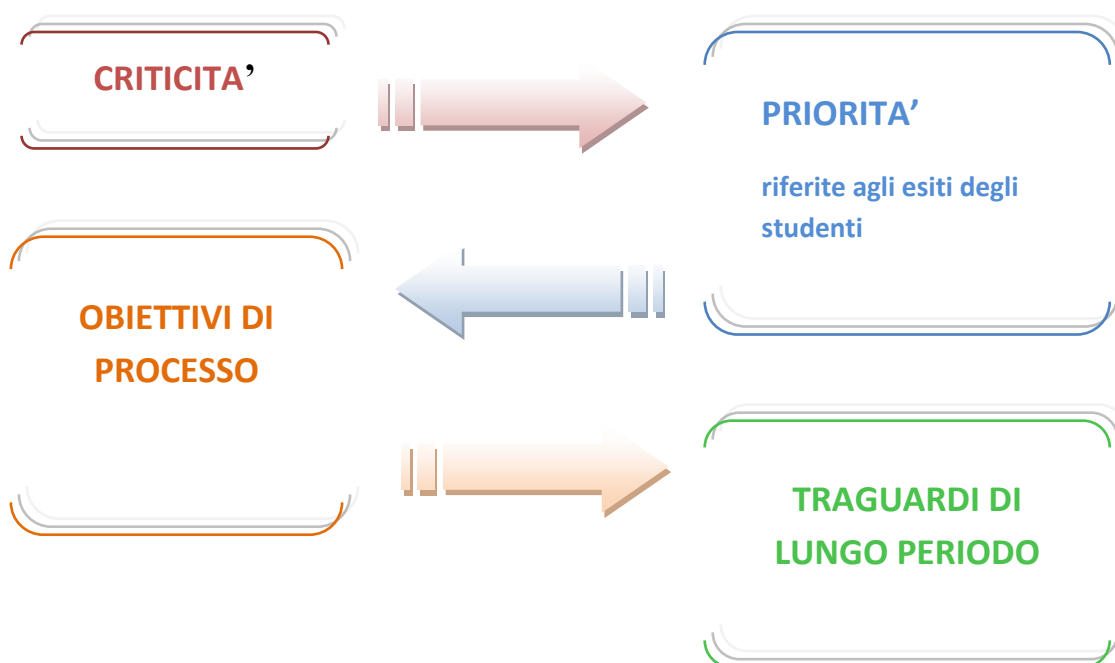 CRITICITA’
PRIORITA’
riferite agli esiti degli
studenti
OBIETTIVI DI
PROCESSO
TRAGUARDI DI
LUNGO PERIODO